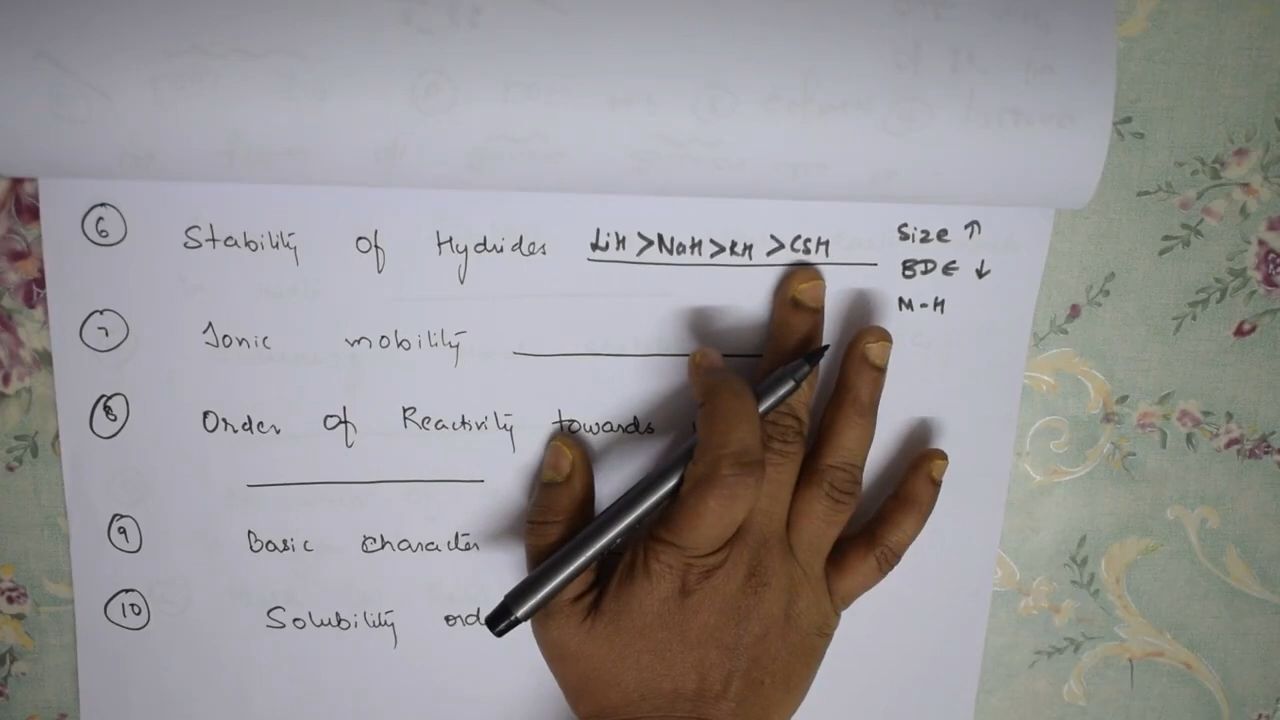 6 Stability of Hydrides LiH > NaH > KH > CSH
Size ↑
BDE ↓
M-H
7 Ionic mobility
8 Order of Reactivity towards
9 Basic character
10 Solubility